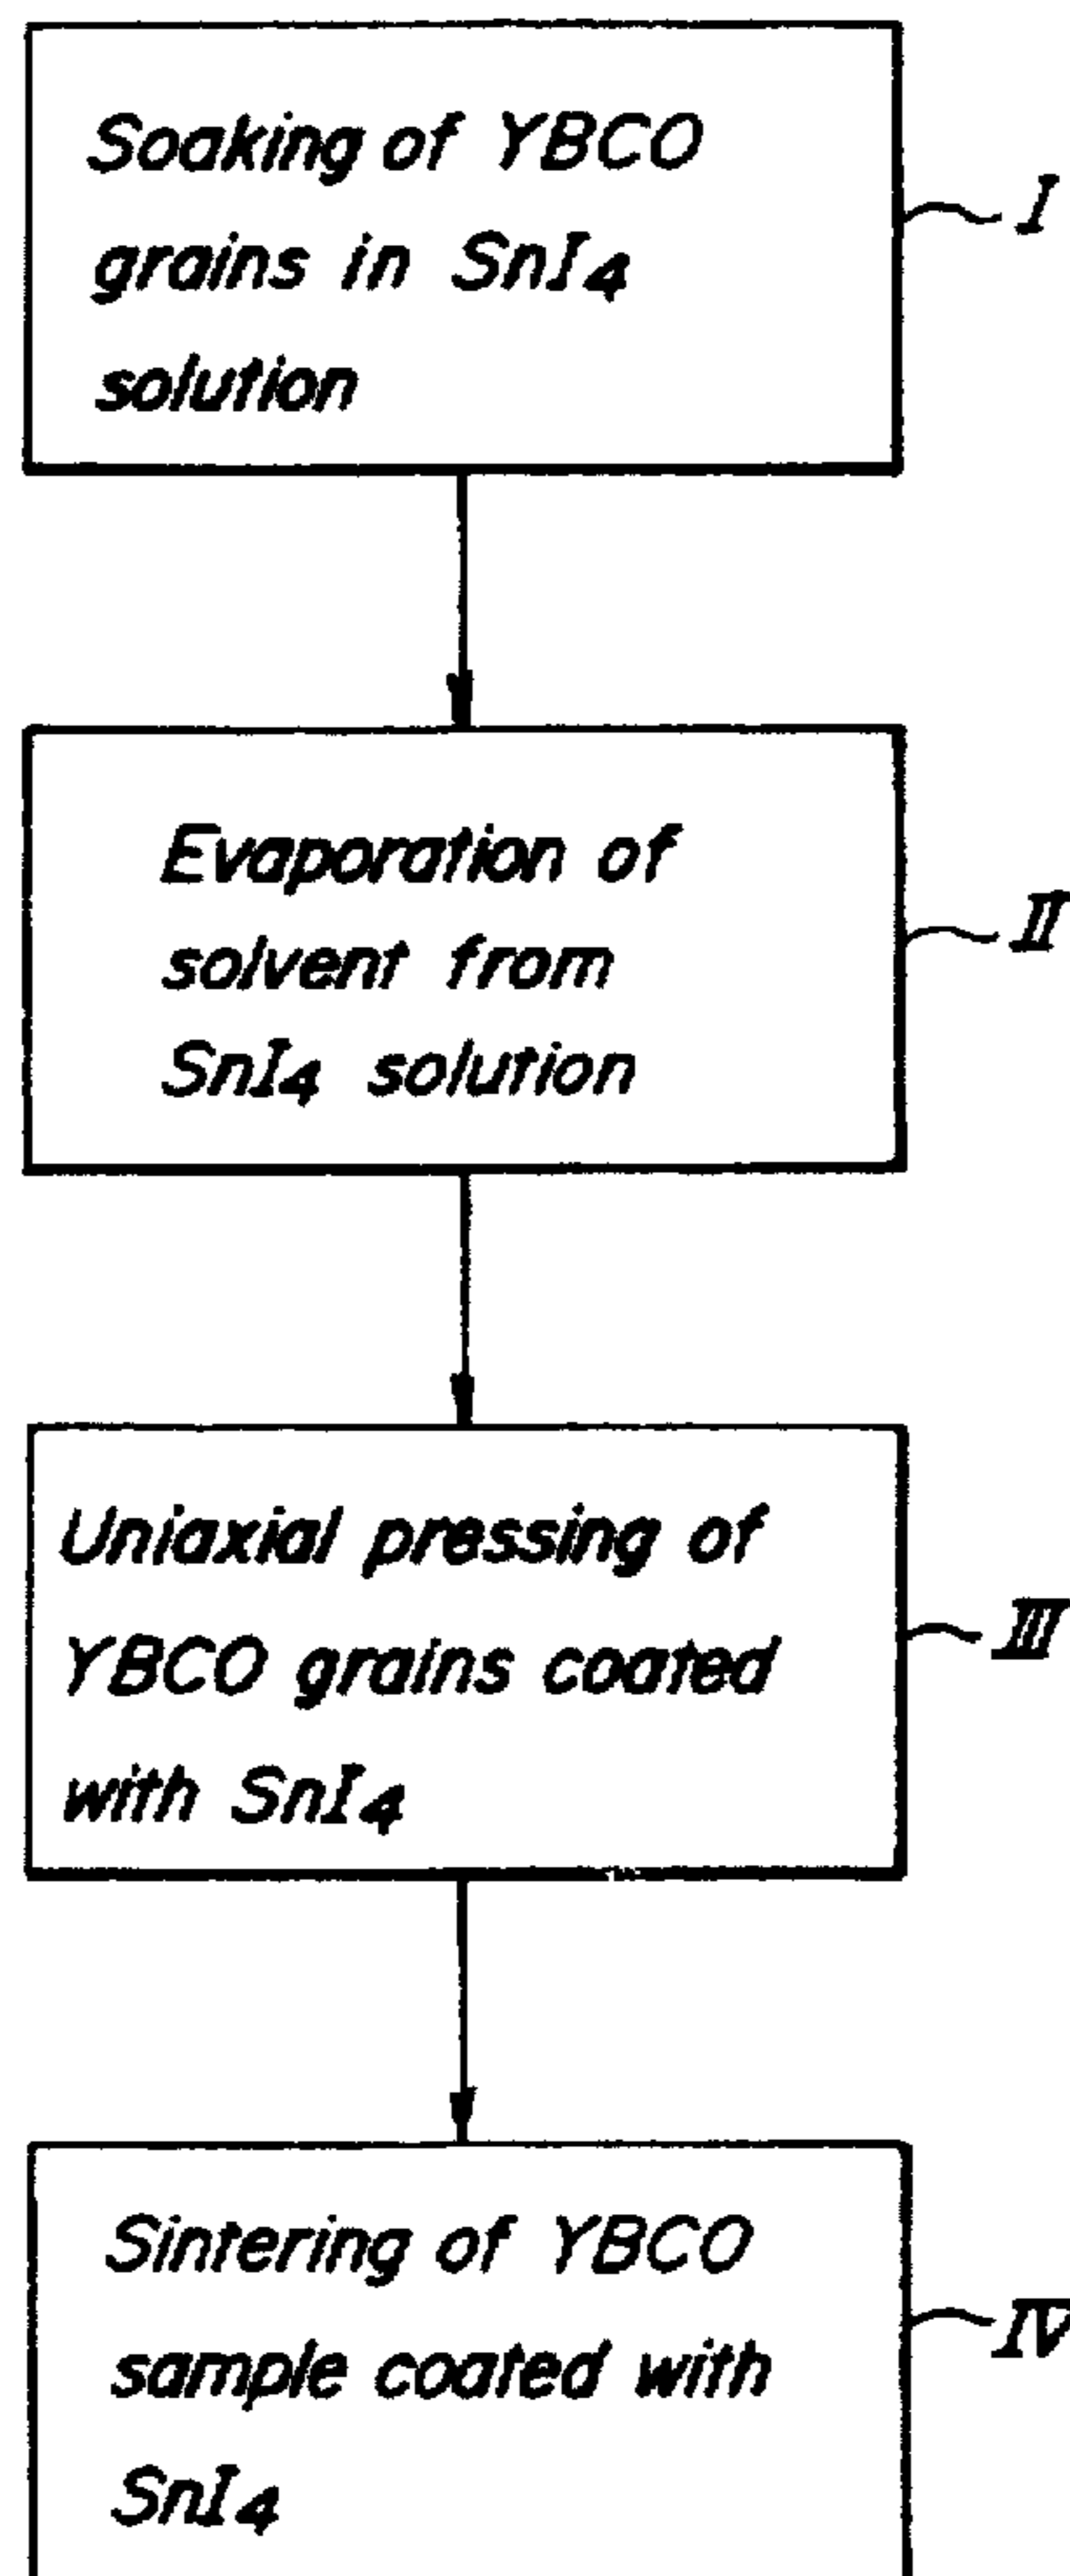 Soaking of YBCO
grains in SnI₄
solution
I
Evaporation of
solvent from
SnI₄ solution
II
Uniaxial pressing of
YBCO grains coated
with SnI₄
III
Sintering of YBCO
sample coated with
SnI₄
IV